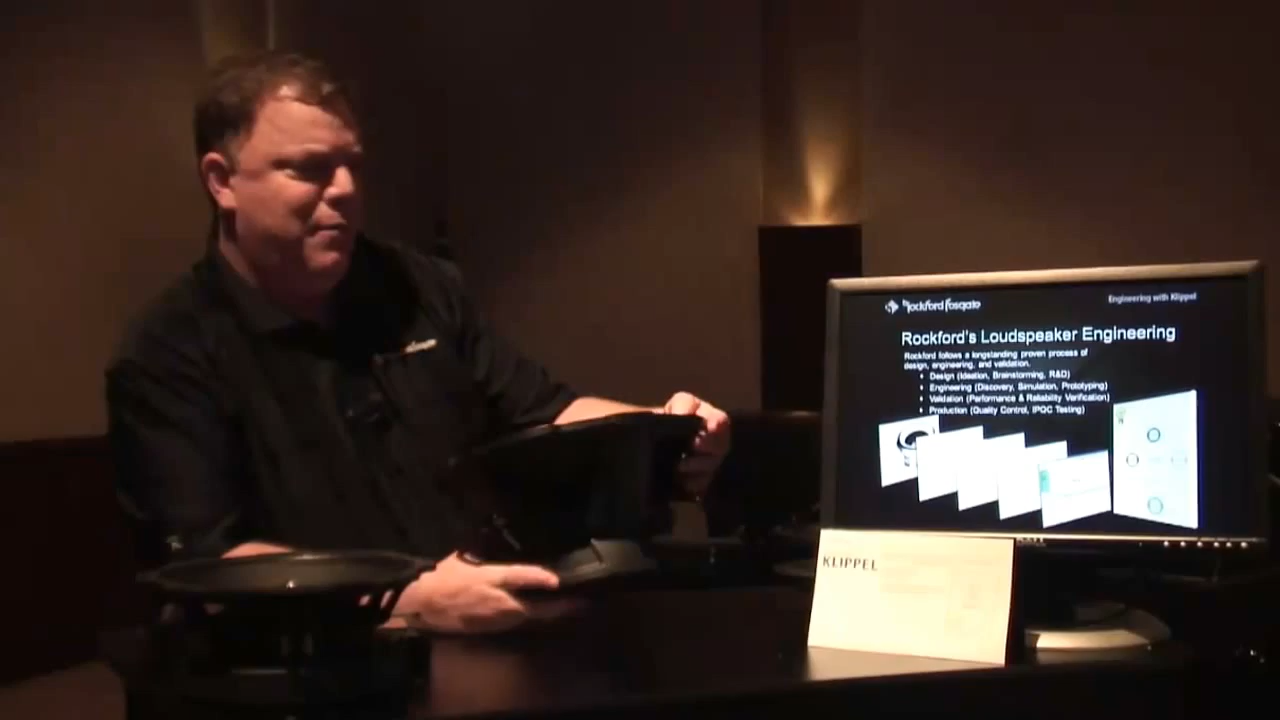 Rockford Fosgate
Engineering with Klippel
Rockford's Loudspeaker Engineering
Rockford follows a longstanding proven process of
design, engineering, and validation.
• Design (Ideation, Brainstorming, R&D)
• Engineering (Discovery, Simulation, Prototyping)
• Validation (Performance & Reliability Verification)
• Production (Quality Control, IPQC Testing)
KLIPPEL